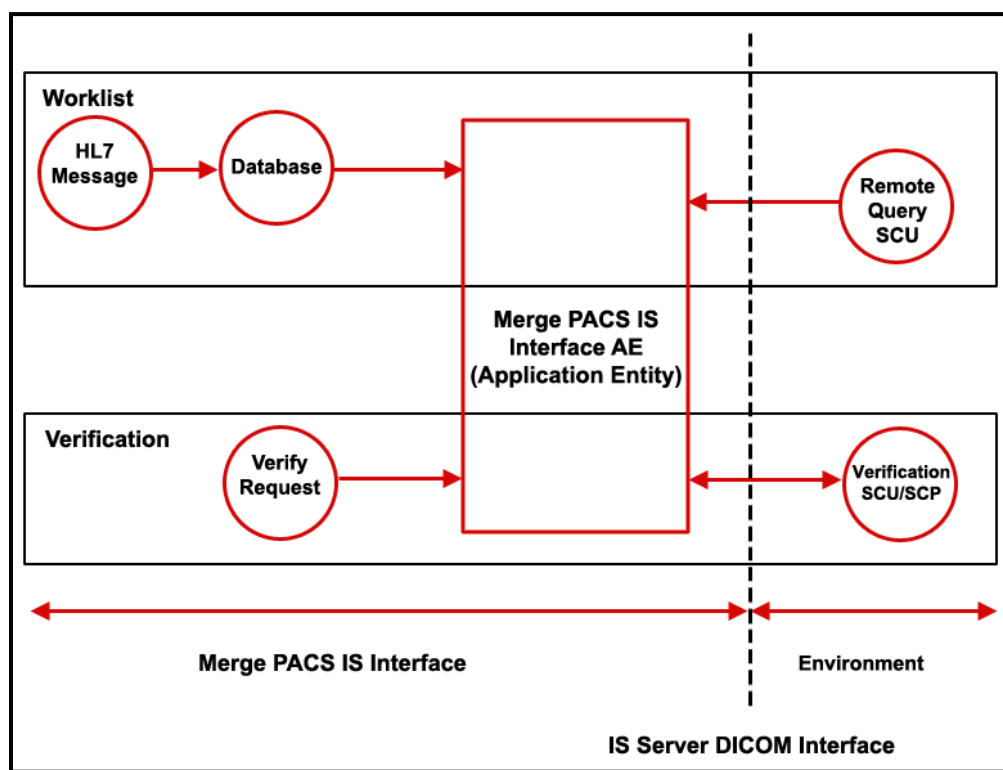 Worklist
HL7
Message
Database
Remote
Query
SCU
Merge PACS IS
Interface AE
(Application Entity)
Verification
Verify
Request
Verification
SCU/SCP
Merge PACS IS Interface
Environment
IS Server DICOM Interface